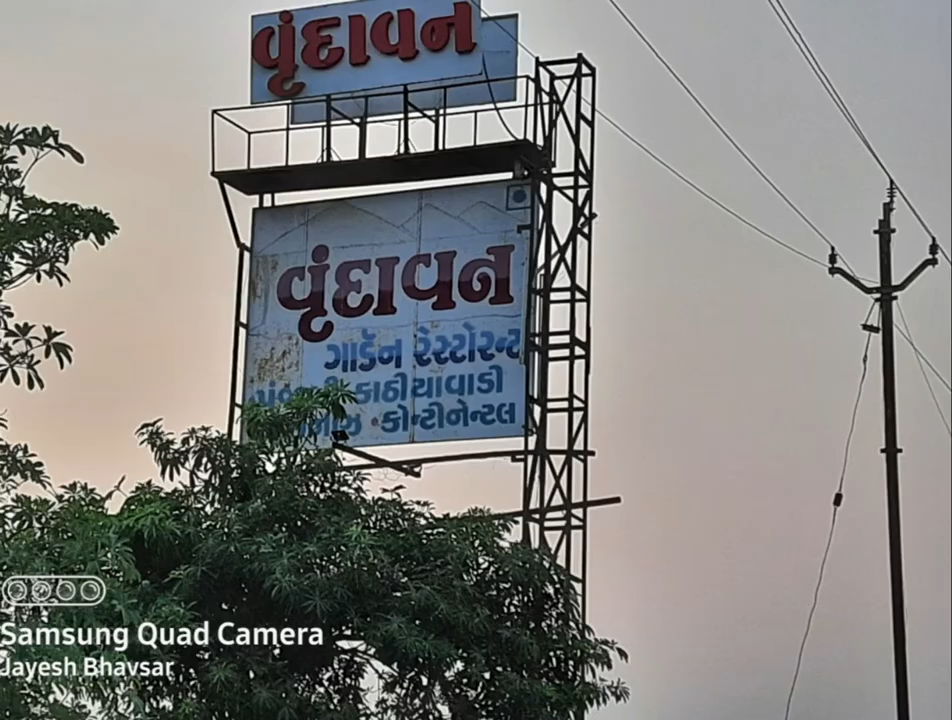 વૃંદાવન
વૃંદાવન
ગાર્ડન રેસ્ટોરન્ટ
કાઠીયાવાડી
કોન્ટીનેન્ટલ
Samsung Quad Camera
Jayesh Bhavsar